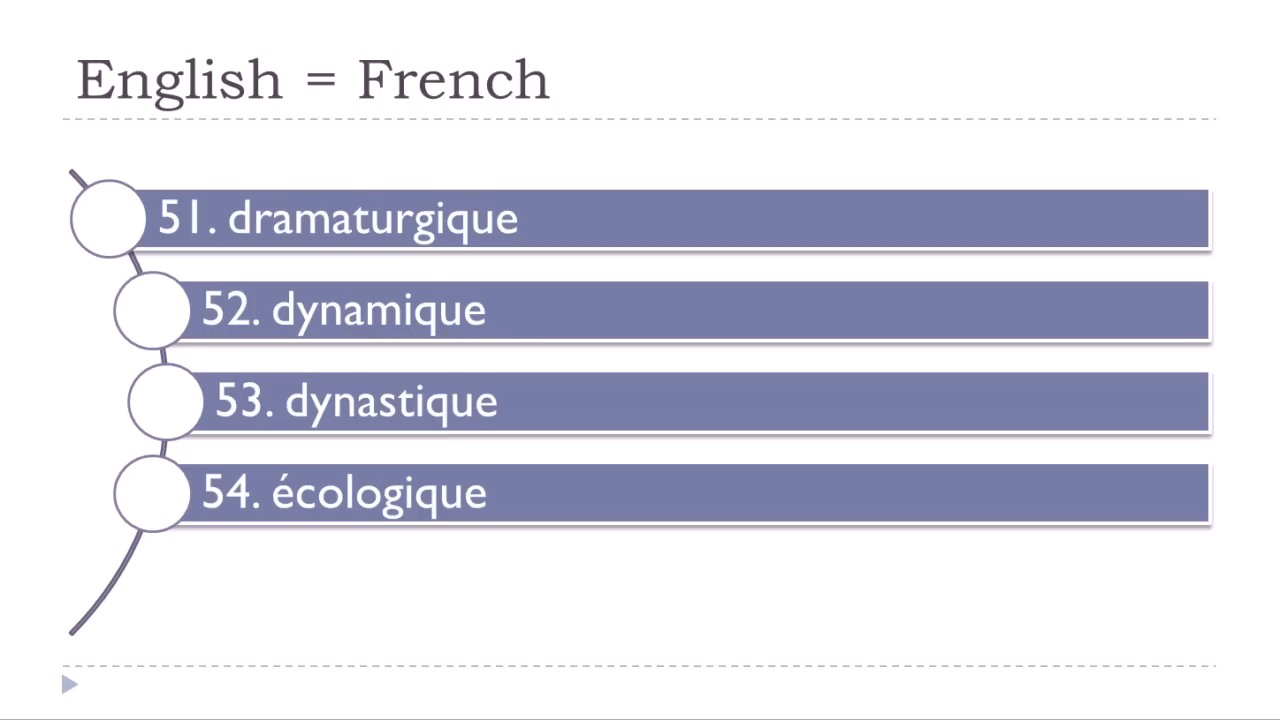 English = French
51. dramaturgique
52. dynamique
53. dynastique
54. écologique